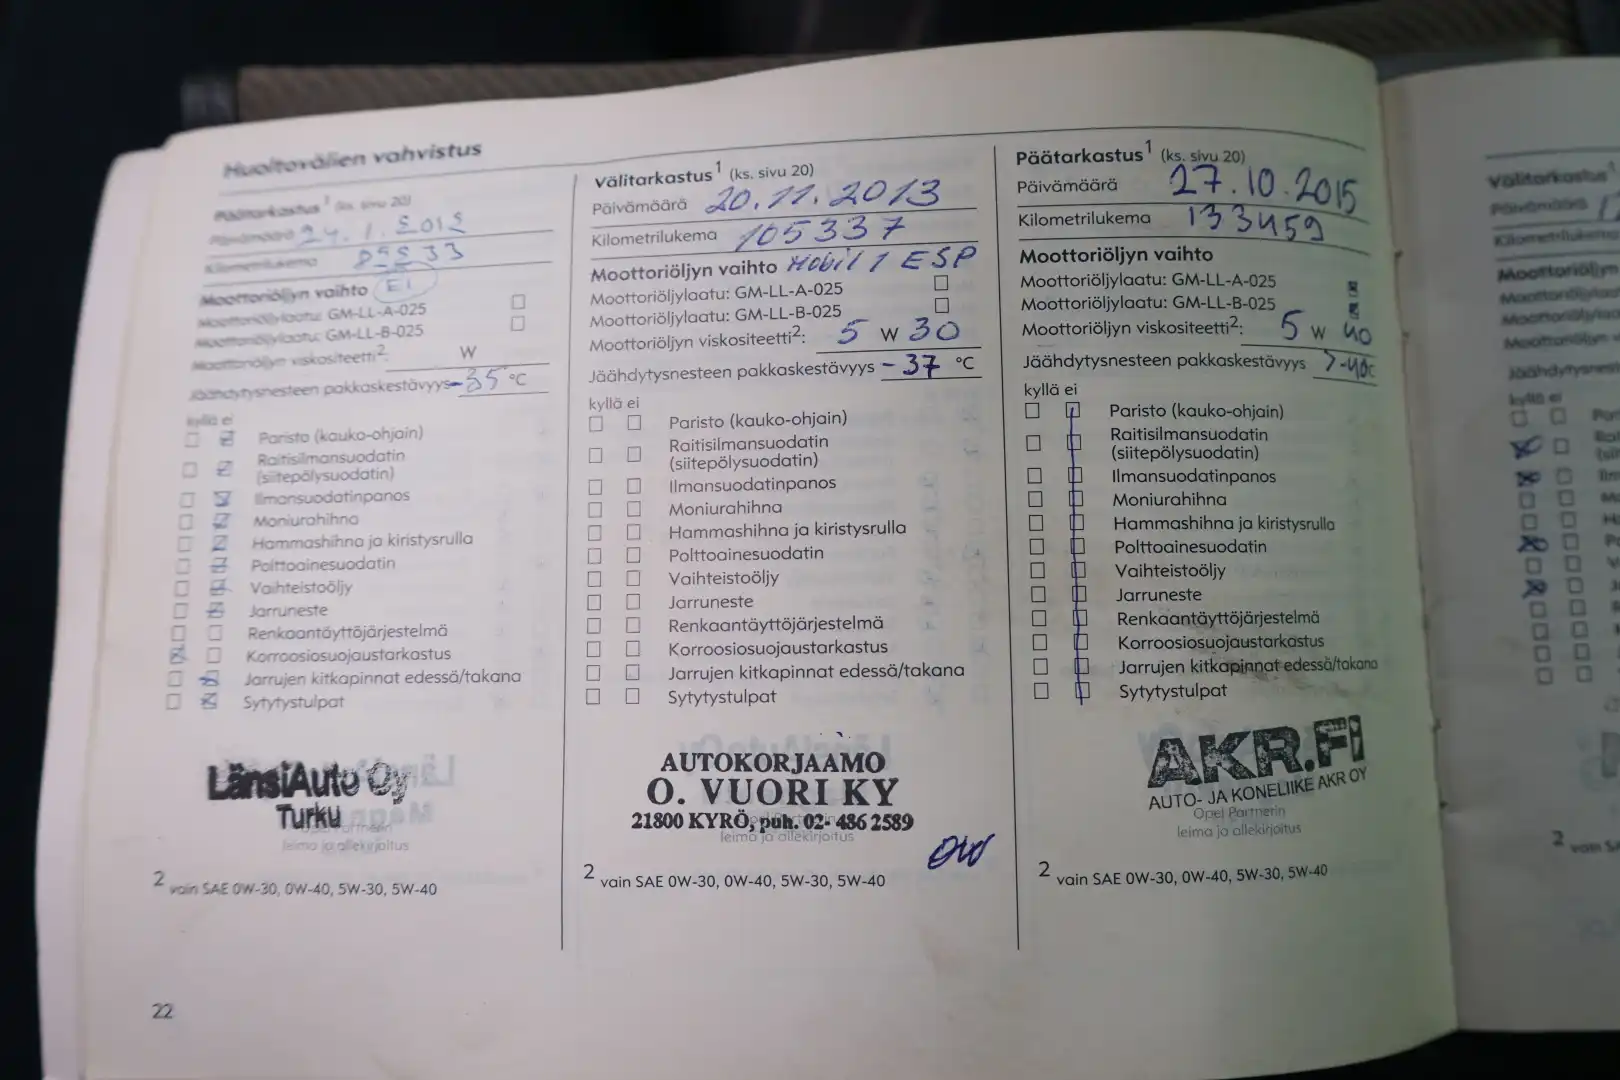 Huoltovälien vahvistus
Päätarkastus¹ (ks. sivu 20)
Päivämäärä 24.1.2012
Kilometrilukema
Moottoriöljyn vaihto EI
Moottoriöljylaatu: GM-LL-A-025
Moottoriöljylaatu: GM-LL-B-025
Moottoriöljyn viskositeetti²: W
Jäähdytysnesteen pakkaskestävyys -35 °C
kyllä ei
Paristo (kauko-ohjain)
Raitisilmansuodatin
(siitepölysuodatin)
Ilmansuodatinpanos
Moniurahihna
Hammashihna ja kiristysrulla
Polttoainesuodatin
Vaihteistoöljy
Jarruneste
Renkaantäyttöjärjestelmä
Korroosiosuojaustarkastus
Jarrujen kitkapinnat edessä/takana
Sytytystulpat
LänsiAuto Oy
Turku
Opel Partnerin
leima ja allekirjoitus
2 vain SAE 0W-30, 0W-40, 5W-30, 5W-40
22
Välitarkastus¹ (ks. sivu 20)
Päivämäärä 20.11.2013
Kilometrilukema 105337
Moottoriöljyn vaihto Mobil 1 ESP
Moottoriöljylaatu: GM-LL-A-025
Moottoriöljylaatu: GM-LL-B-025
Moottoriöljyn viskositeetti²: 5 W 30
Jäähdytysnesteen pakkaskestävyys -37 °C
kyllä ei
Paristo (kauko-ohjain)
Raitisilmansuodatin
(siitepölysuodatin)
Ilmansuodatinpanos
Moniurahihna
Hammashihna ja kiristysrulla
Polttoainesuodatin
Vaihteistoöljy
Jarruneste
Renkaantäyttöjärjestelmä
Korroosiosuojaustarkastus
Jarrujen kitkapinnat edessä/takana
Sytytystulpat
AUTOKORJAAMO
O. VUORI KY
21800 KYRÖ, puh. 02- 486 2589
leima ja allekirjoitus
2 vain SAE 0W-30, 0W-40, 5W-30, 5W-40
Päätarkastus¹ (ks. sivu 20)
Päivämäärä 27.10.2015
Kilometrilukema 133459
Moottoriöljyn vaihto
Moottoriöljylaatu: GM-LL-A-025
Moottoriöljylaatu: GM-LL-B-025
Moottoriöljyn viskositeetti²: 5 W 40
Jäähdytysnesteen pakkaskestävyys >-40c
kyllä ei
Paristo (kauko-ohjain)
Raitisilmansuodatin
(siitepölysuodatin)
Ilmansuodatinpanos
Moniurahihna
Hammashihna ja kiristysrulla
Polttoainesuodatin
Vaihteistoöljy
Jarruneste
Renkaantäyttöjärjestelmä
Korroosiosuojaustarkastus
Jarrujen kitkapinnat edessä/takana
Sytytystulpat
AKR.FI
AUTO- JA KONELIIKE AKR OY
Opel Partnerin
leima ja allekirjoitus
2 vain SAE 0W-30, 0W-40, 5W-30, 5W-40
Välitarkastus¹
kyllä ei